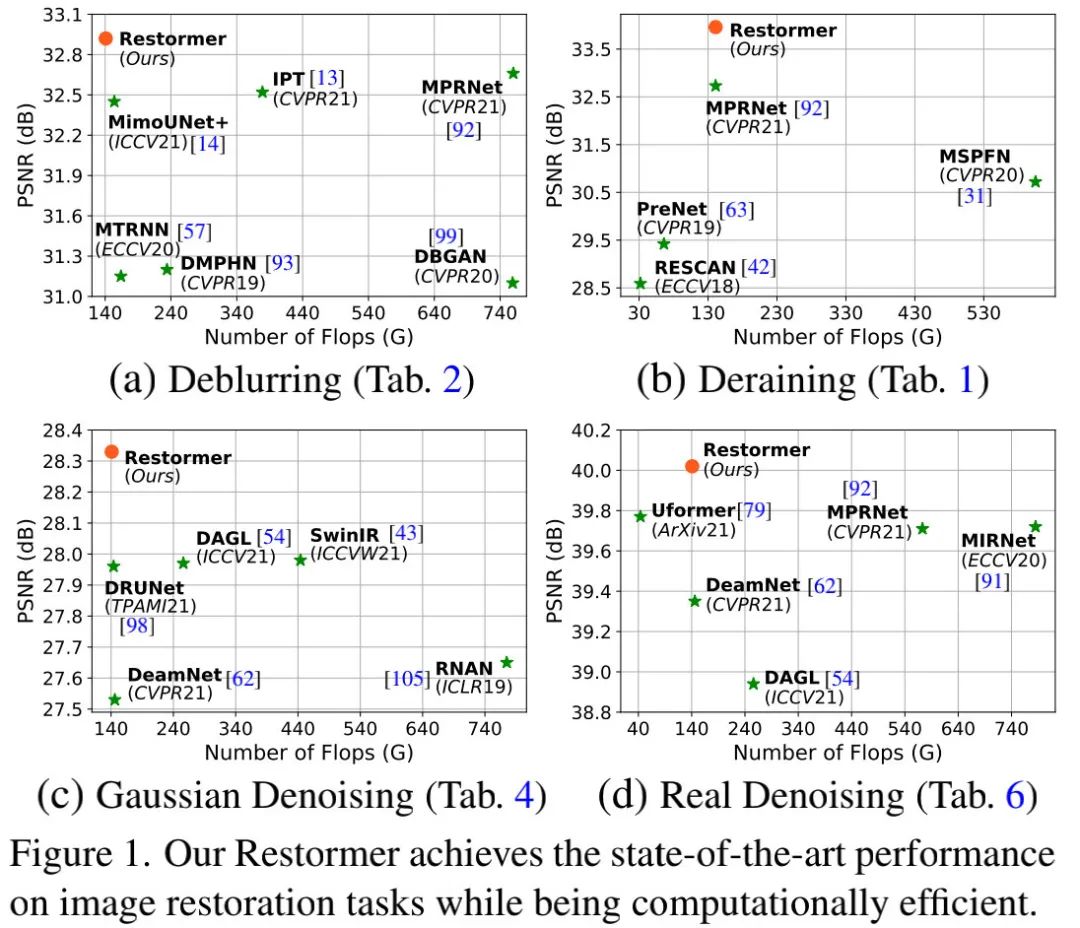 33.1
32.8
32.5
32.2
31.9
31.6
31.3
31.0
PSNR (dB)
Restormer
(Ours)
IPT [13]
(CVPR21)
MPRNet
(CVPR21)
[92]
MimoUNet+
(ICCV21)[14]
MTRNN [57]
(ECCV20)
DMPHN [93]
(CVPR19)
[99]
DBGAN
(CVPR20)
140 240 340 440 540 640 740
Number of Flops (G)
(a) Deblurring (Tab. 2)
33.5
32.5
31.5
30.5
29.5
28.5
PSNR (dB)
Restormer
(Ours)
MPRNet [92]
(CVPR21)
MSPFN
(CVPR20)
[31]
PreNet [63]
(CVPR19)
RESCAN [42]
(ECCV18)
30 130 230 330 430 530
Number of Flops (G)
(b) Deraining (Tab. 1)
28.4
28.3
28.2
28.1
28.0
27.9
27.8
27.7
27.6
27.5
PSNR (dB)
Restormer
(Ours)
DAGL [54]
(ICCV21)
SwinIR [43]
(ICCVW21)
DRUNet
(TPAMI21)
[98]
DeamNet [62]
(CVPR21)
[105] RNAN
(ICLR19)
140 240 340 440 540 640 740
Number of Flops (G)
(c) Gaussian Denoising (Tab. 4)
40.2
40.0
39.8
39.6
39.4
39.2
39.0
38.8
PSNR (dB)
Restormer
(Ours)
Uformer[79]
(ArXiv21)
[92]
MPRNet
(CVPR21)
MIRNet
(ECCV20)
[91]
DeamNet [62]
(CVPR21)
DAGL [54]
(ICCV21)
40 140 240 340 440 540 640 740
Number of Flops (G)
(d) Real Denoising (Tab. 6)
Figure 1. Our Restormer achieves the state-of-the-art performance
on image restoration tasks while being computationally efficient.